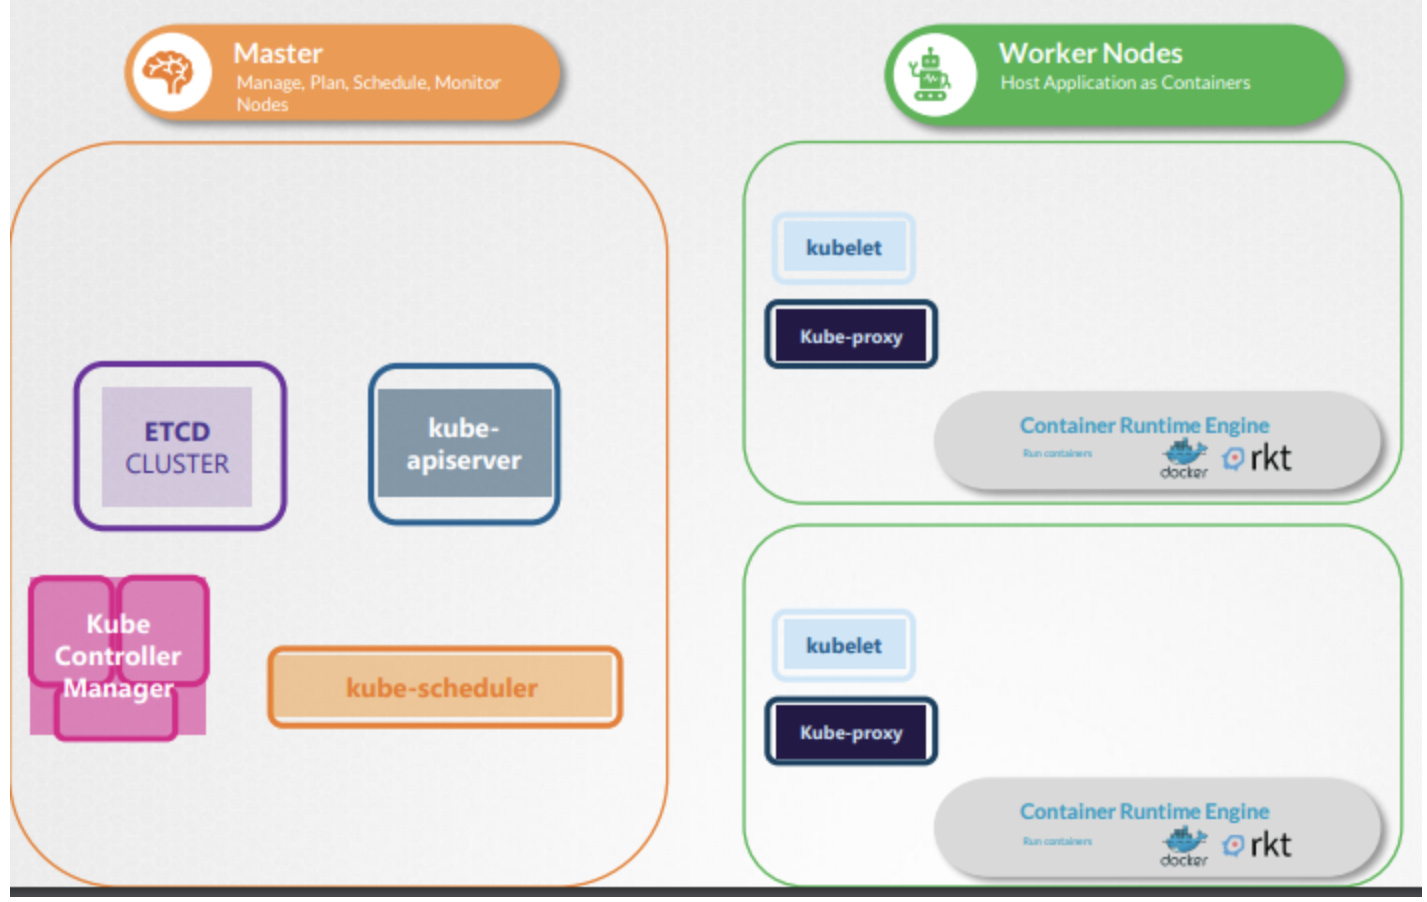 Master
Manage, Plan, Schedule, Monitor
Nodes
ETCD
CLUSTER
kube-
apiserver
Kube
Controller
Manager
kube-scheduler
Worker Nodes
Host Application as Containers
kubelet
Kube-proxy
Container Runtime Engine
Run containers
docker
rkt
kubelet
Kube-proxy
Container Runtime Engine
Run containers
docker
rkt